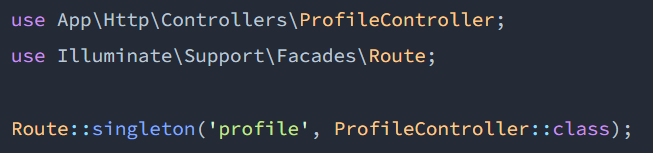 use App\Http\Controllers\ProfileController;
use Illuminate\Support\Facades\Route;
Route::singleton('profile', ProfileController::class);